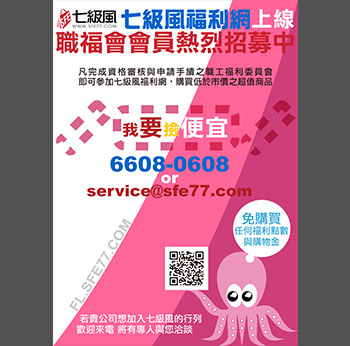 七級風
WWW.SFE77.COM
七級風福利網上線
職福會會員熱烈招募中
凡完成資格審核與申請手續之職工福利委員會
即可參加七級風福利網，購買低於市價之超值商品
我要撿便宜
6608-0608
or
service@sfe77.com
免購買
任何福利點數
與購物金
FL.SFE77.COM
若貴公司想加入七級風的行列
歡迎來電 將有專人與您洽談